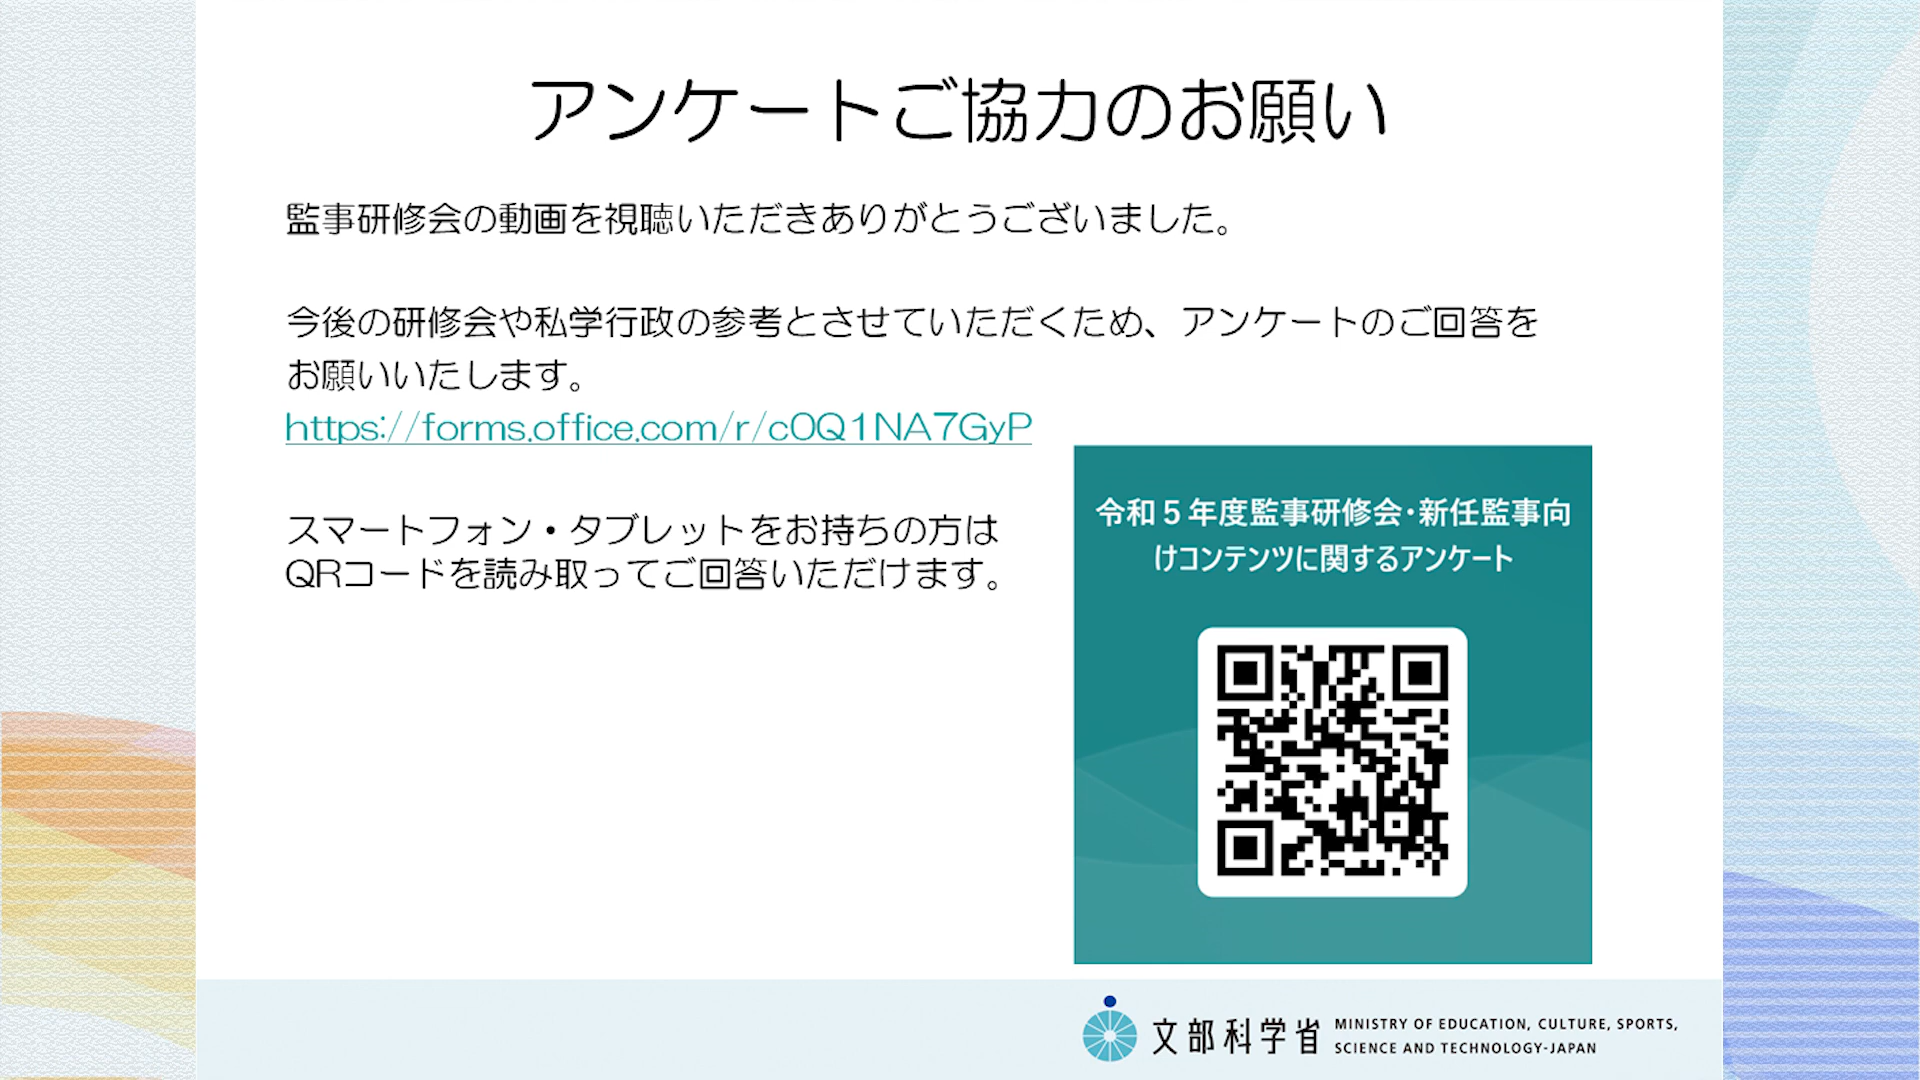 アンケートご協力のお願い
監事研修会の動画を視聴いただきありがとうございました。
今後の研修会や私学行政の参考とさせていただくため、アンケートのご回答を
お願いいたします。
https://forms.office.com/r/c0Q1NA7GyP
スマートフォン・タブレットをお持ちの方は
QRコードを読み取ってご回答いただけます。
令和５年度監事研修会・新任監事向
けコンテンツに関するアンケート
文部科学省
MINISTRY OF EDUCATION, CULTURE, SPORTS,
SCIENCE AND TECHNOLOGY-JAPAN